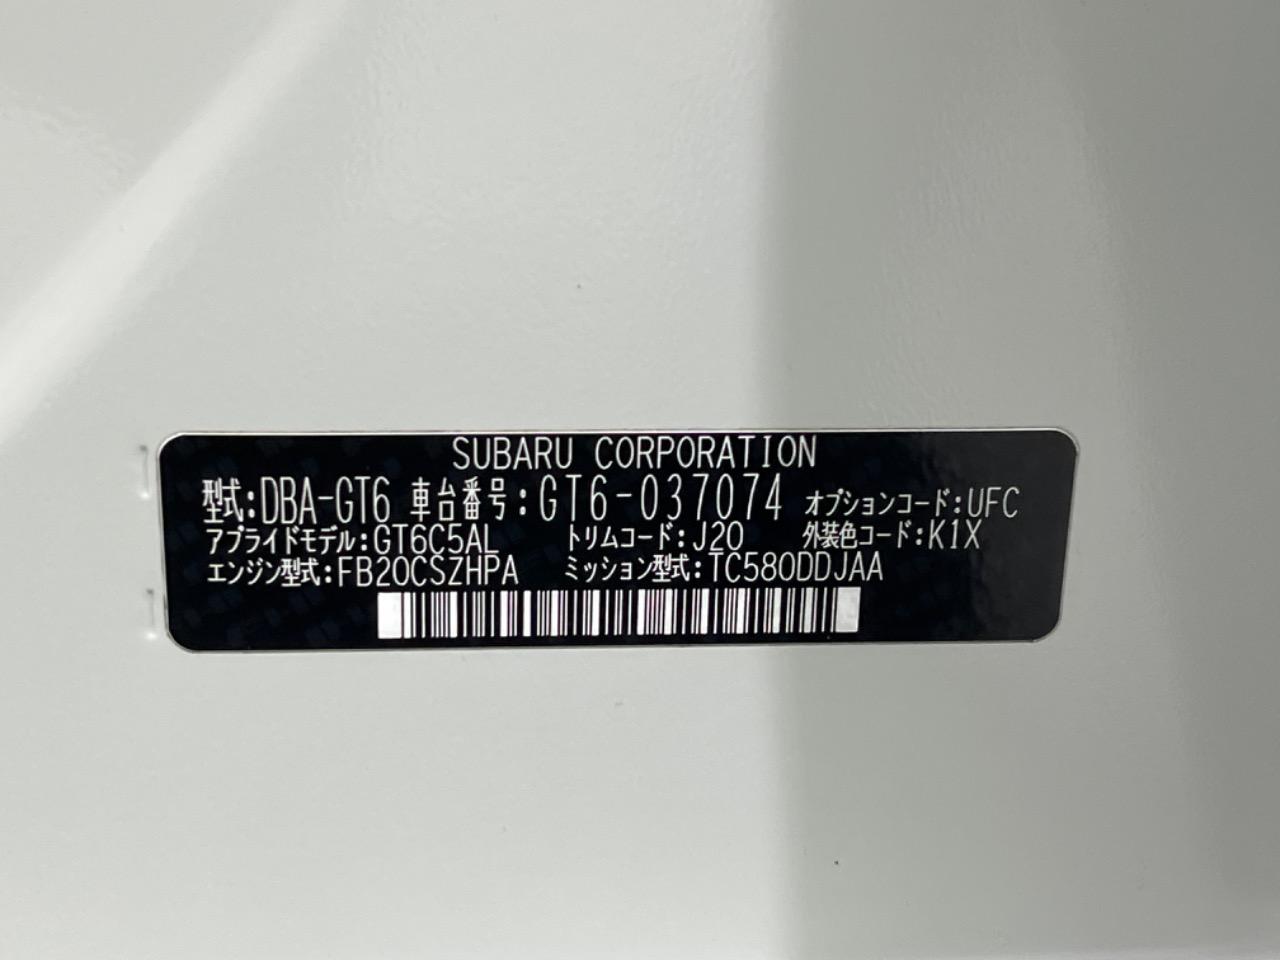 SUBARU CORPORATION
型式:DBA-GT6 車台番号:GT6-037074 オプションコード:UFC
アプライドモデル:GT6C5AL トリムコード:J20 外装色コード:K1X
エンジン型式:FB20CSZHPA ミッション型式:TC580DDJAA